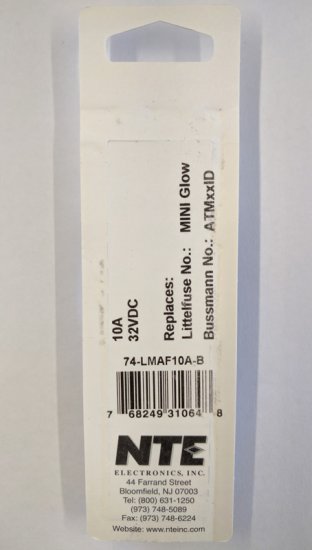 10A
32VDC
Replaces:
Littelfuse No.: MINI Glow
Bussmann No.: ATMxxID
74-LMAF10A-B
7 68249 31064 8
NTE
ELECTRONICS, INC.
44 Farrand Street
Bloomfield, NJ 07003
Tel: (800) 631-1250
(973) 748-5089
Fax: (973) 748-6224
Website: www.nteinc.com